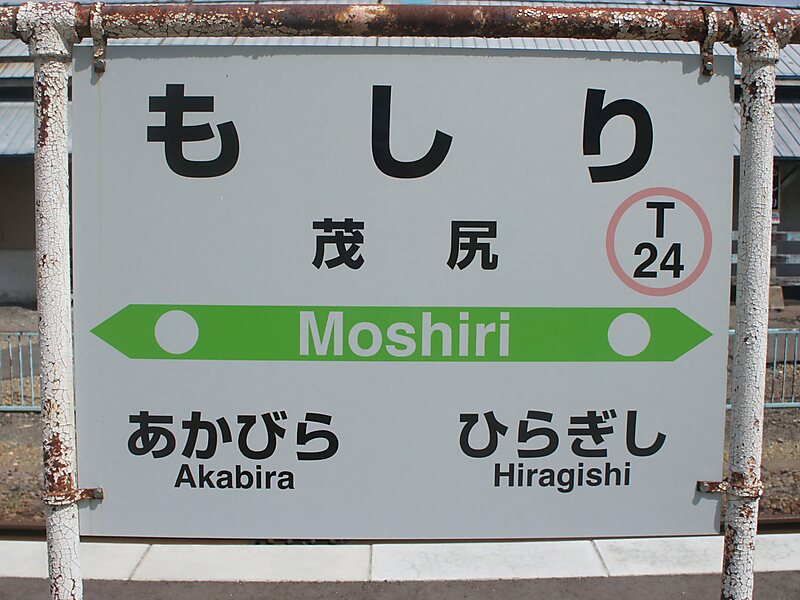 もしり
茂尻
T
24
Moshiri
あかびら
Akabira
ひらぎし
Hiragishi